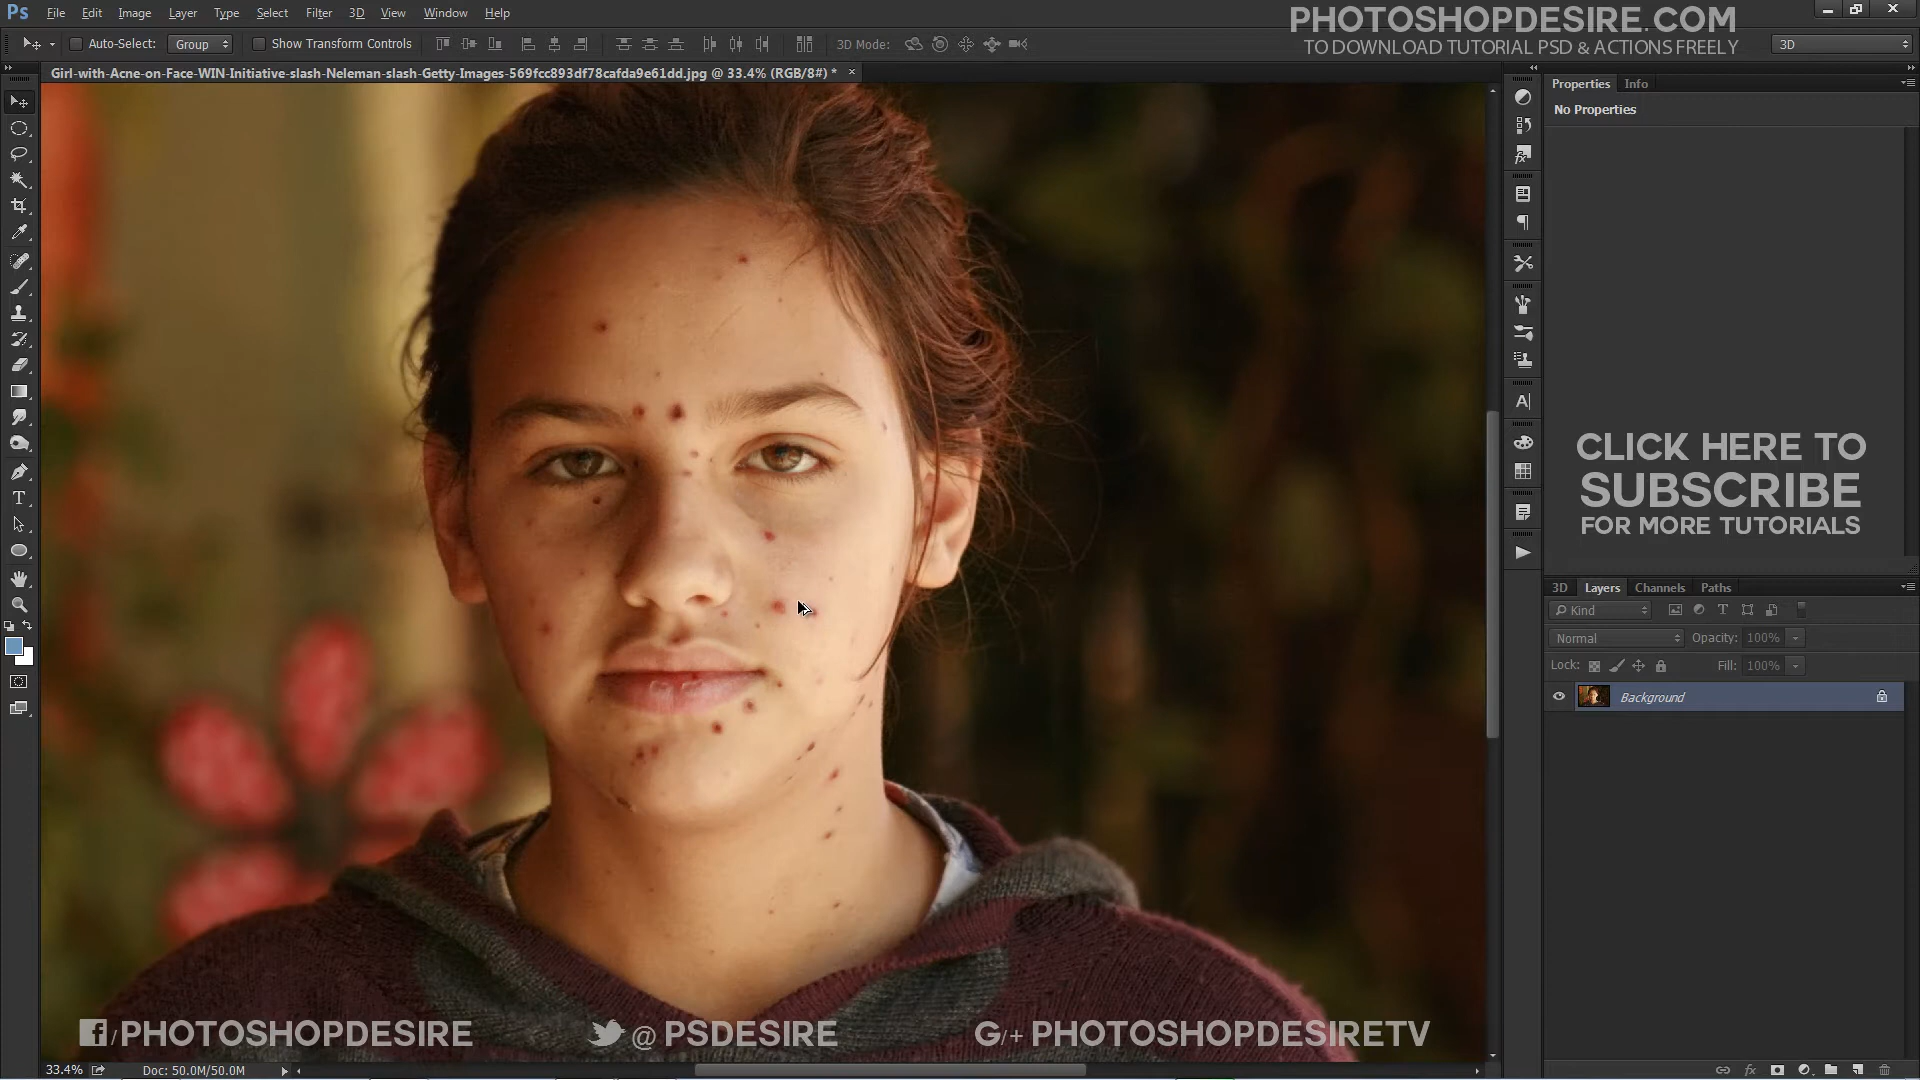 Ps File Edit Image Layer Type Select Filter 3D View Window Help
PHOTOSHOPDESIRE.COM
TO DOWNLOAD TUTORIAL PSD & ACTIONS FREELY
Auto-Select: Group Show Transform Controls 3D Mode: 3D
Girl-with-Acne-on-Face-WIN-Initiative-slash-Neleman-slash-Getty-Images-569fcc893df78cafda9e61dd.jpg @ 33.4% (RGB/8#) * ×
Properties Info
No Properties
CLICK HERE TO
SUBSCRIBE
FOR MORE TUTORIALS
3D Layers Channels Paths
Kind
Normal Opacity: 100%
Lock: Fill: 100%
Background
f/PHOTOSHOPDESIRE @ PSDESIRE G/+ PHOTOSHOPDESIRETV
33.4% Doc: 50.0M/50.0M